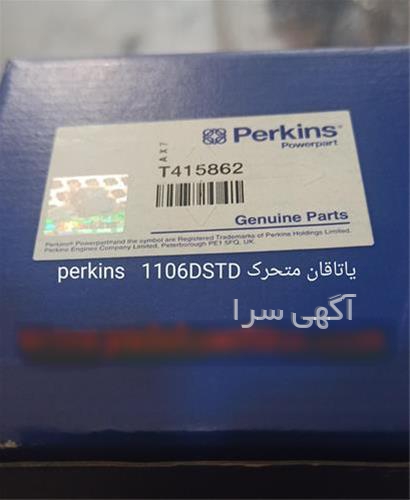 Perkins
Powerpart
1AX7
T415862
Genuine Parts
Perkins® Powerpart and the symbol are Registered Trademarks of Perkins Holdings Limited.
Perkins Engines Company Limited, Peterborough PE1 5FQ, UK.
یاتاقان متحرک perkins 1106DSTD
آگهی سرا